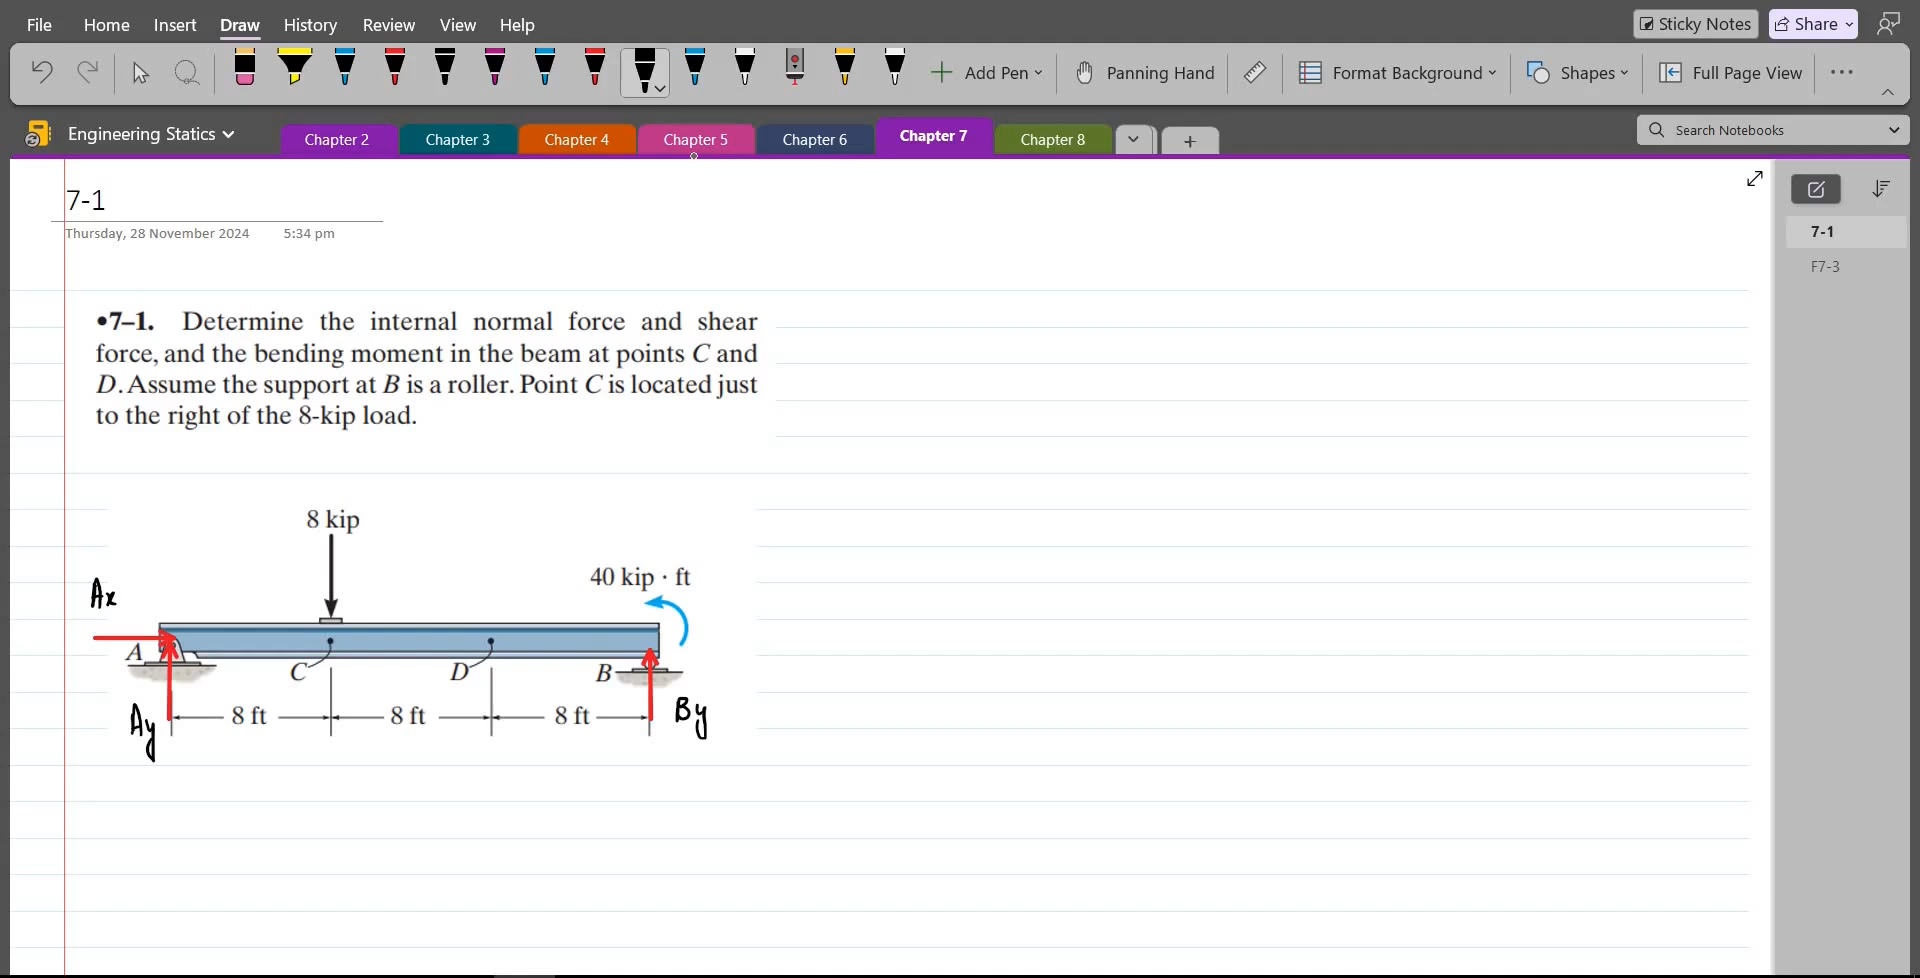 File Home Insert Draw History Review View Help
Sticky Notes Share
Add Pen Panning Hand Format Background Shapes Full Page View
Engineering Statics Chapter 2 Chapter 3 Chapter 4 Chapter 5 Chapter 6 Chapter 7 Chapter 8 Search Notebooks
7-1
Thursday, 28 November 2024 5:34 pm
7-1
F7-3
•7–1. Determine the internal normal force and shear
force, and the bending moment in the beam at points C and
D. Assume the support at B is a roller. Point C is located just
to the right of the 8-kip load.
8 kip
40 kip · ft
Ax
A C D B
Ay 8 ft 8 ft 8 ft By